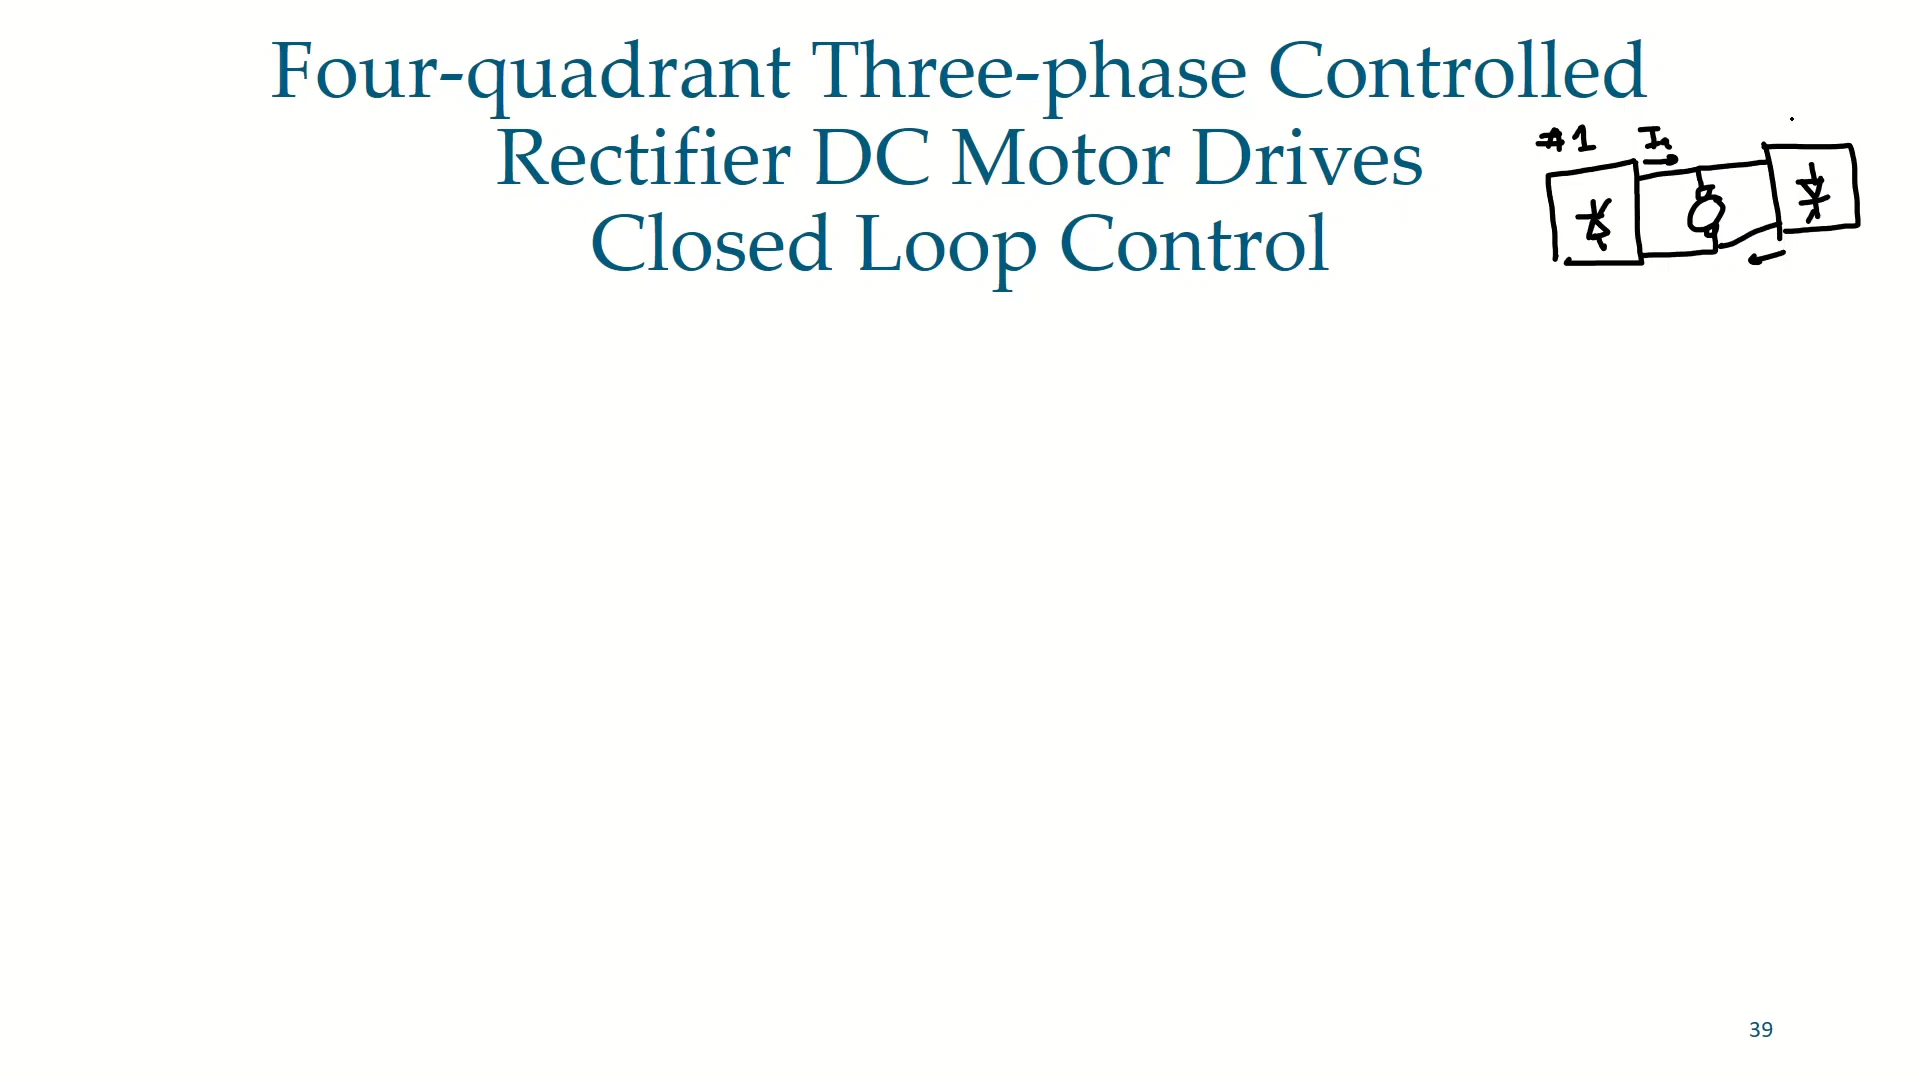 Four-quadrant Three-phase Controlled
Rectifier DC Motor Drives
Closed Loop Control
#1
39